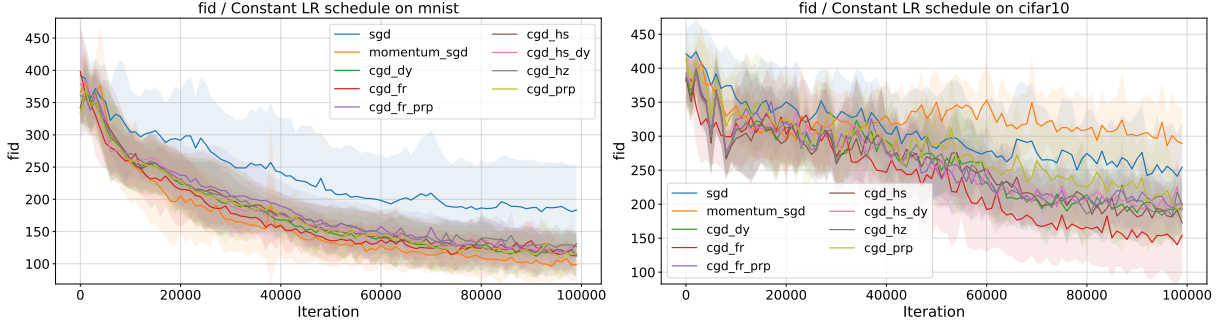 fid / Constant LR schedule on mnist
fid
450
400
350
300
250
200
150
100
0
20000
40000
60000
80000
100000
Iteration
sgd
momentum_sgd
cgd_dy
cgd_fr
cgd_fr_prp
cgd_hs
cgd_hs_dy
cgd_hz
cgd_prp
fid / Constant LR schedule on cifar10
fid
450
400
350
300
250
200
150
100
0
20000
40000
60000
80000
100000
Iteration
sgd
momentum_sgd
cgd_dy
cgd_fr
cgd_fr_prp
cgd_hs
cgd_hs_dy
cgd_hz
cgd_prp